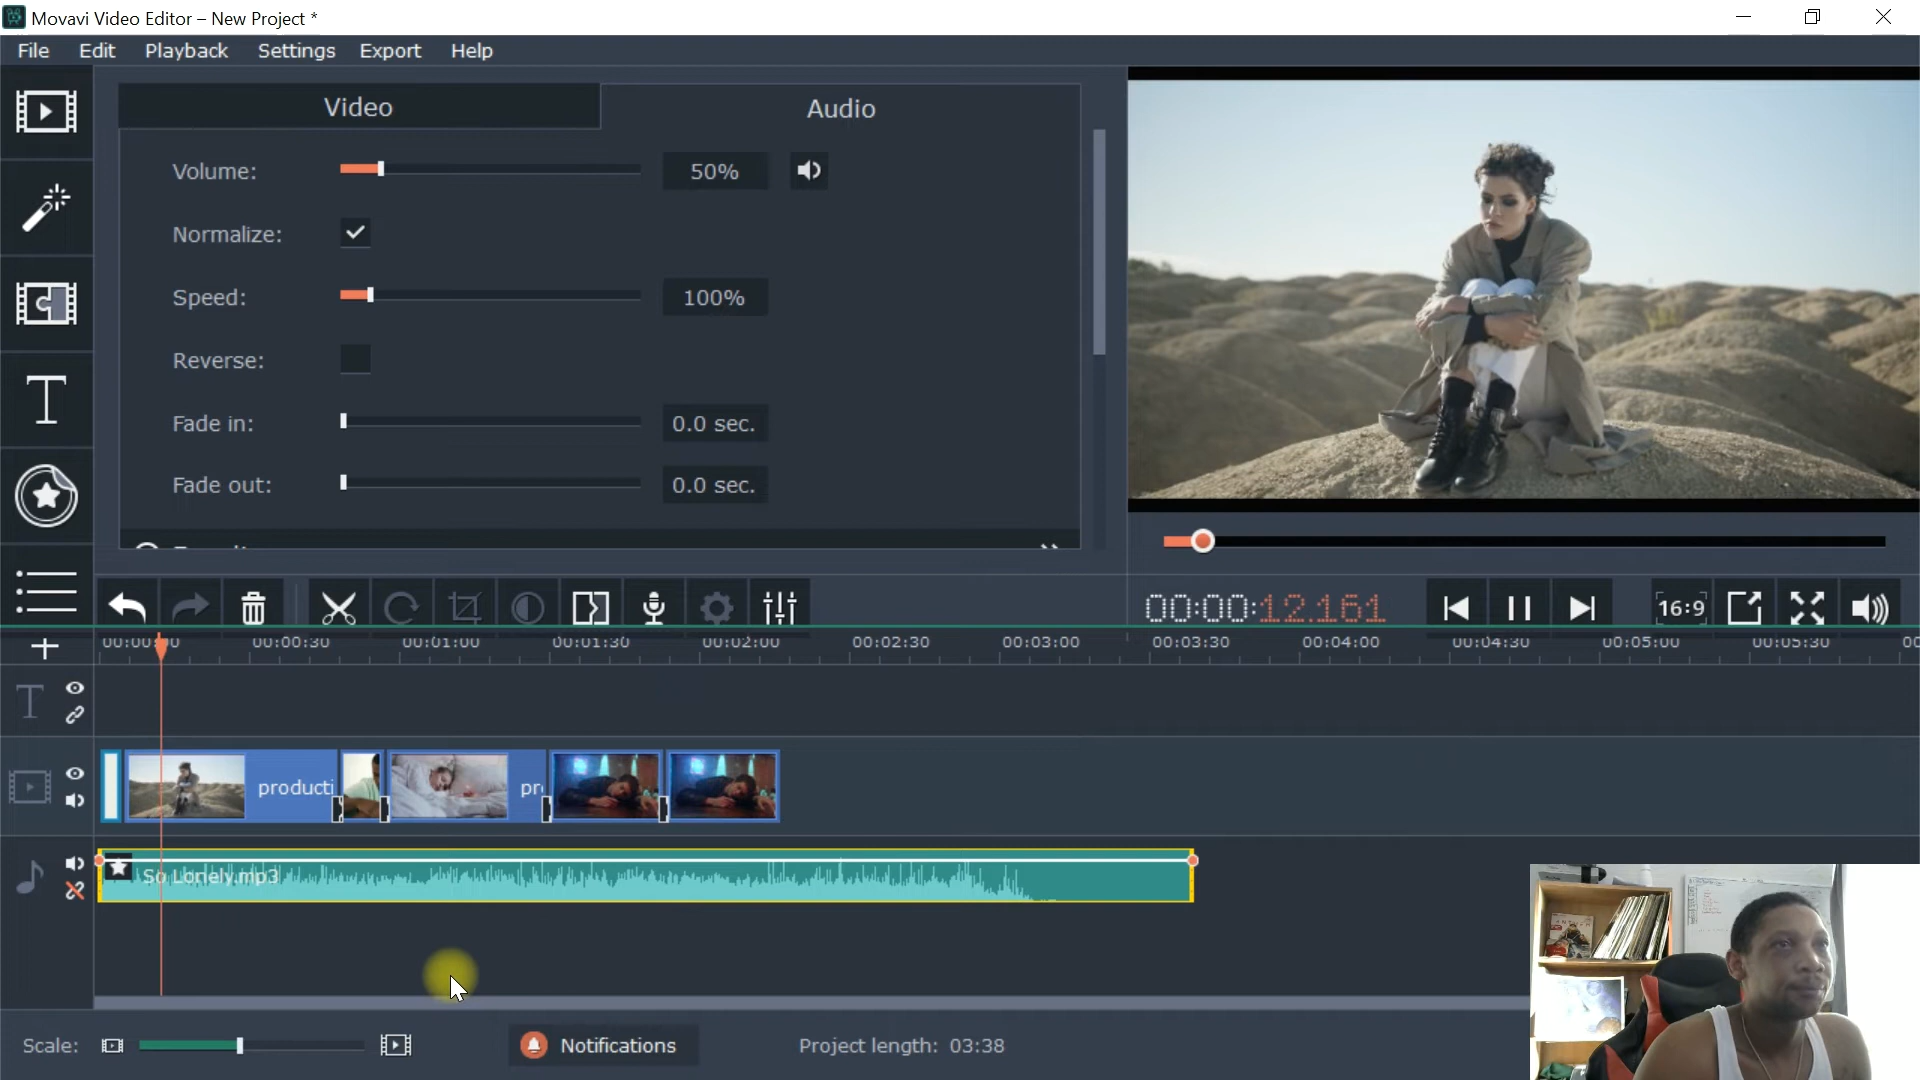 Movavi Video Editor – New Project *
File Edit Playback Settings Export Help
Video Audio
Volume: 50%
Normalize:
Speed: 100%
Reverse:
Fade in: 0.0 sec.
Fade out: 0.0 sec.
00:00:12.161
16:9
00:00:30 00:01:00 00:01:30 00:02:00 00:02:30 00:03:00 00:03:30 00:04:00 00:04:30 00:05:00 00:05:30
T
producti pr
So Lonely.mp3
Scale: Notifications Project length: 03:38